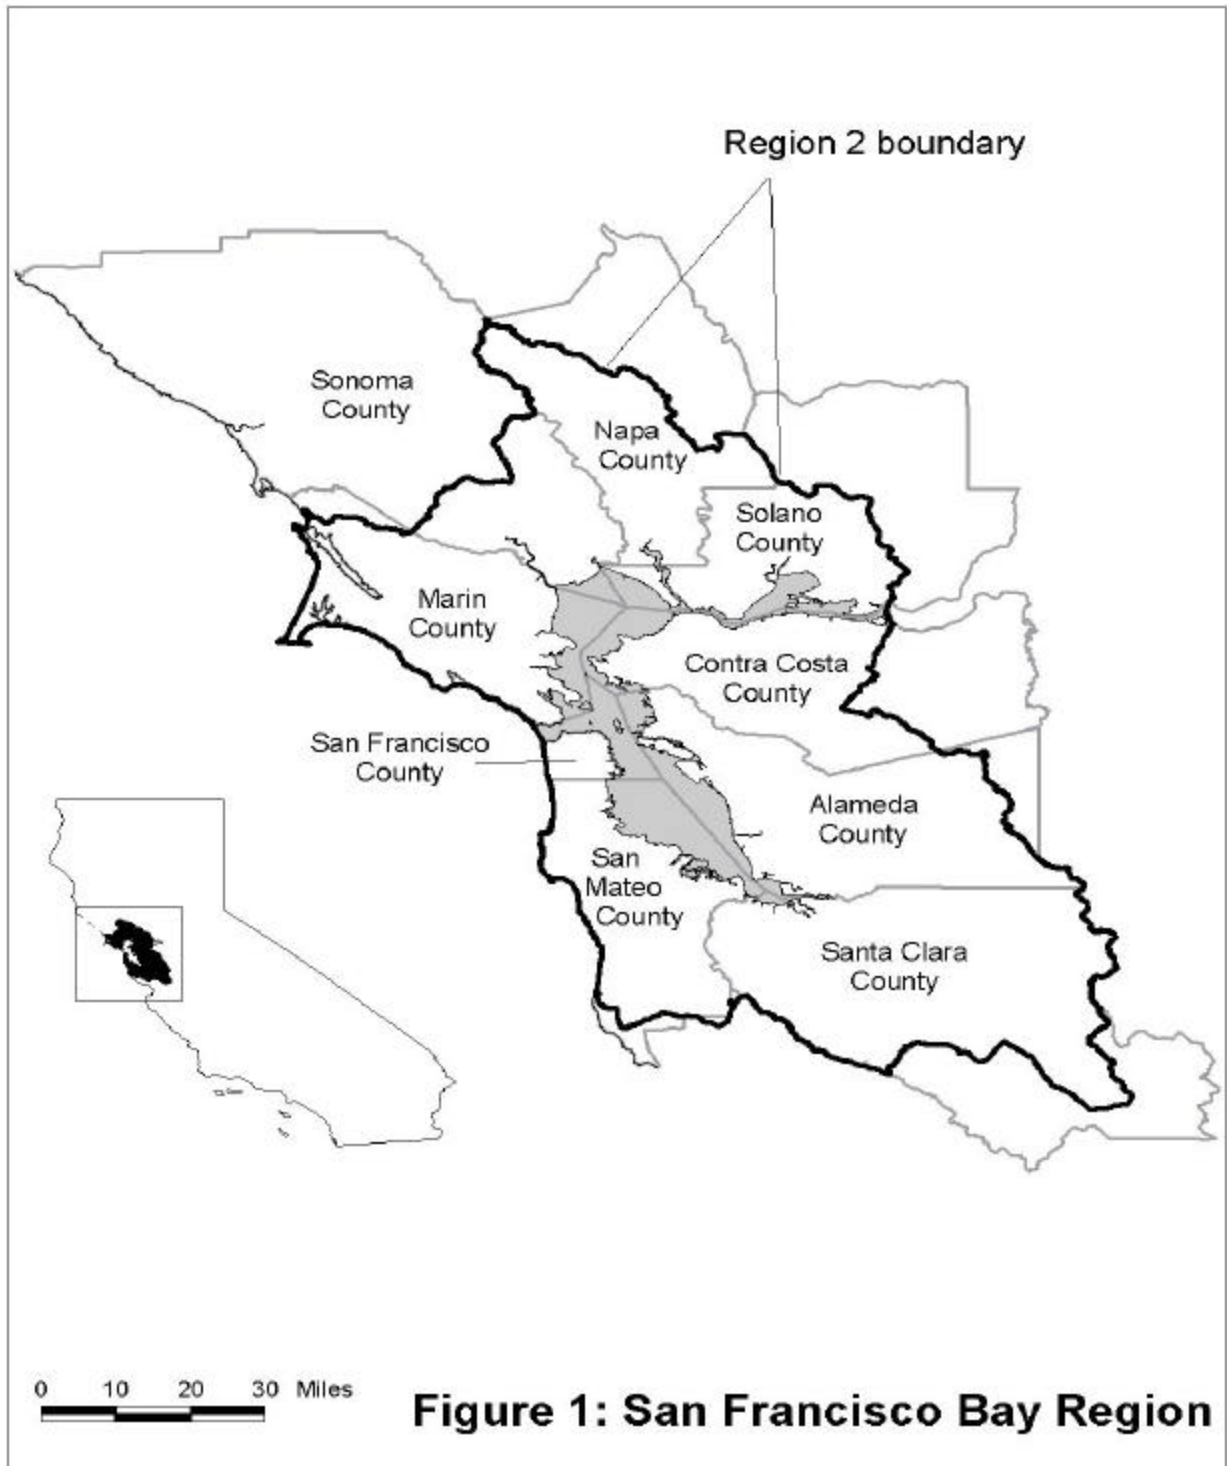 Region 2 boundary
Sonoma
County
Napa
County
Solano
County
Marin
County
Contra Costa
County
San Francisco
County
Alameda
County
San
Mateo
County
Santa Clara
County
0 10 20 30 Miles
Figure 1: San Francisco Bay Region